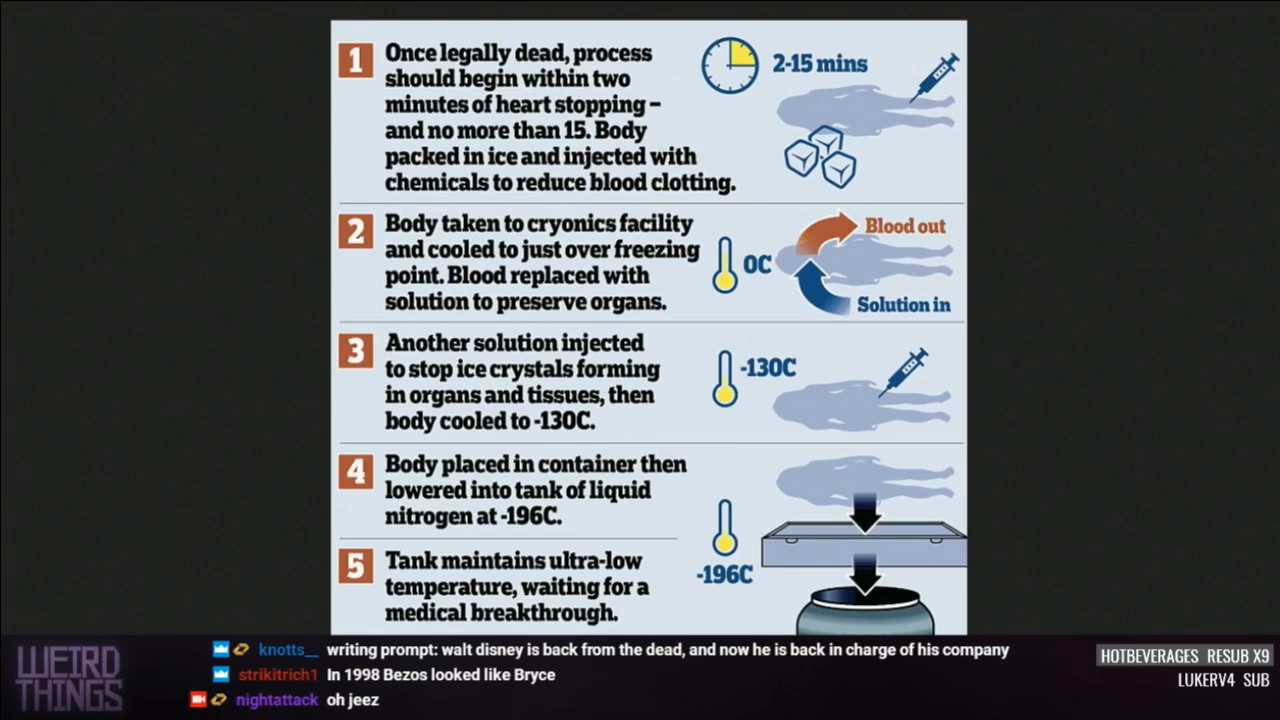 1
Once legally dead, process
should begin within two
minutes of heart stopping –
and no more than 15. Body
packed in ice and injected with
chemicals to reduce blood clotting.
2-15 mins
2
Body taken to cryonics facility
and cooled to just over freezing
point. Blood replaced with
solution to preserve organs.
0C
Blood out
Solution in
3
Another solution injected
to stop ice crystals forming
in organs and tissues, then
body cooled to -130C.
-130C
4
Body placed in container then
lowered into tank of liquid
nitrogen at -196C.
5
Tank maintains ultra-low
temperature, waiting for a
medical breakthrough.
-196C
WEIRD
THINGS
knotts__ writing prompt: walt disney is back from the dead, and now he is back in charge of his company
strikitrich1 In 1998 Bezos looked like Bryce
nightattack oh jeez
HOTBEVERAGES RESUB X9
LUKERV4 SUB